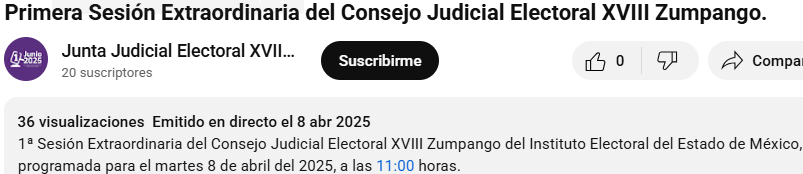 Primera Sesión Extraordinaria del Consejo Judicial Electoral XVIII Zumpango.
Junta Judicial Electoral XVII...
20 suscriptores
Suscribirme
0
Compar
36 visualizaciones Emitido en directo el 8 abr 2025
1ª Sesión Extraordinaria del Consejo Judicial Electoral XVIII Zumpango del Instituto Electoral del Estado de México,
programada para el martes 8 de abril del 2025, a las 11:00 horas.